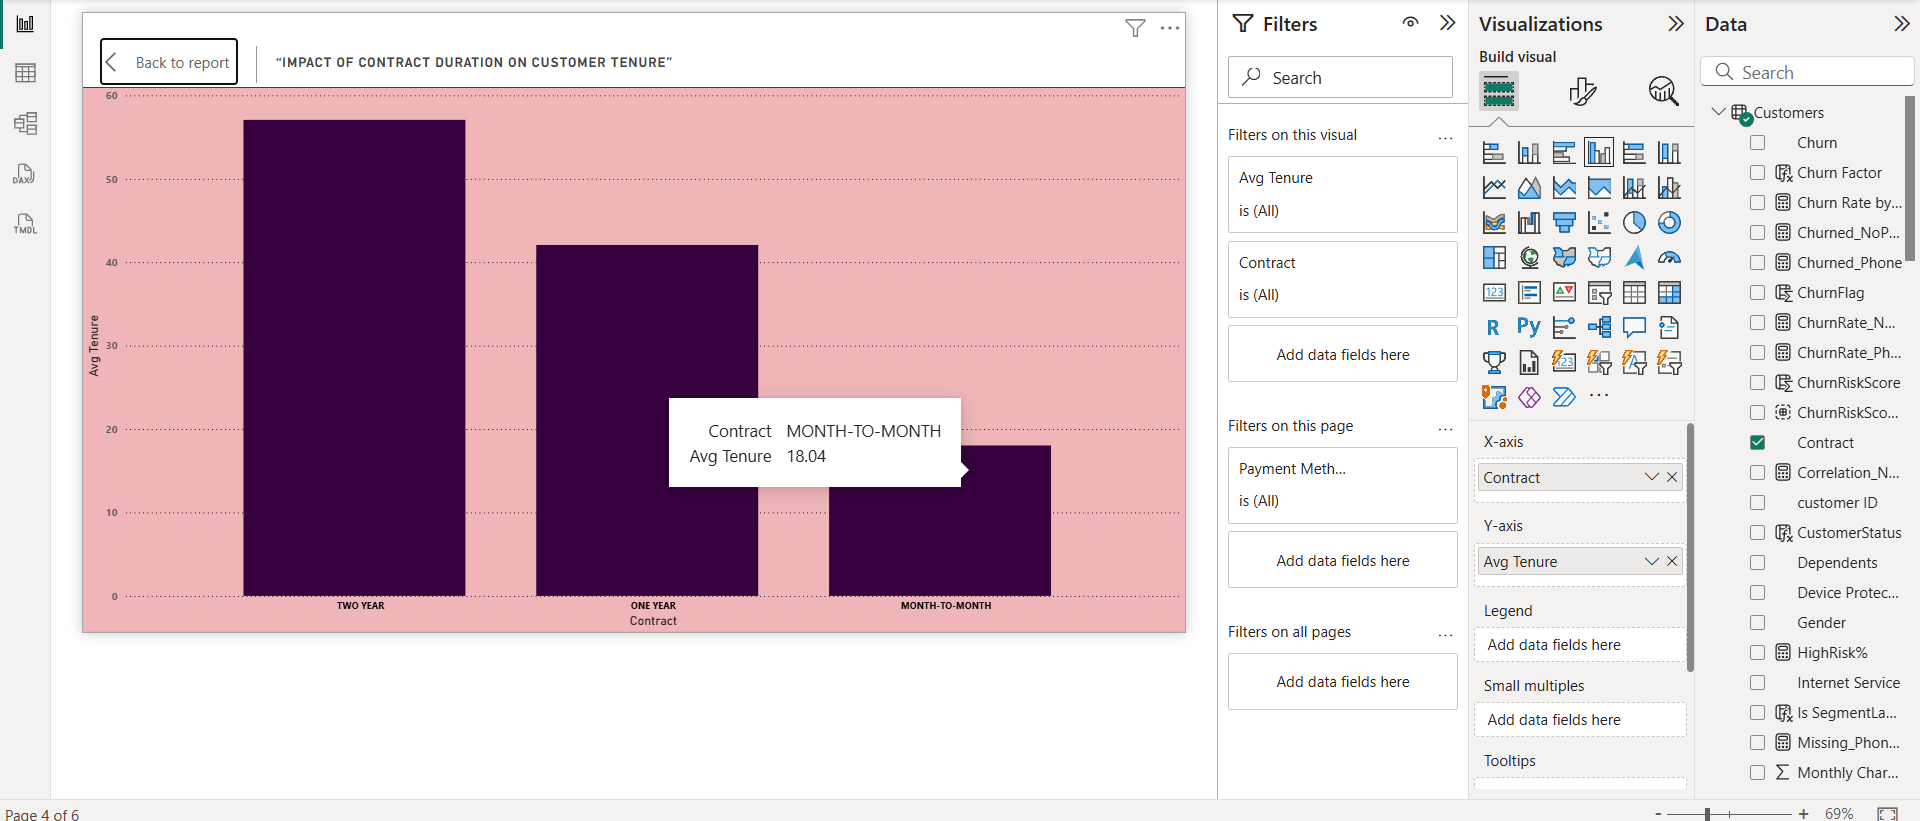 DAX
TMDL
Back to report
“IMPACT OF CONTRACT DURATION ON CUSTOMER TENURE”
60
50
40
30
20
10
0
Avg Tenure
TWO YEAR
ONE YEAR
MONTH-TO-MONTH
Contract
Contract MONTH-TO-MONTH
Avg Tenure 18.04
Filters
Search
Filters on this visual
...
Avg Tenure
is (All)
Contract
is (All)
Add data fields here
Filters on this page
...
Payment Meth...
is (All)
Add data fields here
Filters on all pages
...
Add data fields here
Visualizations
Build visual
123
R
Py
123
...
X-axis
Contract
Y-axis
Avg Tenure
Legend
Add data fields here
Small multiples
Add data fields here
Tooltips
Data
Search
Customers
Churn
Churn Factor
Churn Rate by...
Churned_NoP...
Churned_Phone
ChurnFlag
ChurnRate_N...
ChurnRate_Ph...
ChurnRiskScore
ChurnRiskSco...
Contract
Correlation_N...
customer ID
CustomerStatus
Dependents
Device Protec...
Gender
HighRisk%
Internet Service
Is SegmentLa...
Missing_Phon...
Monthly Char...
Page 4 of 6
- + 69%